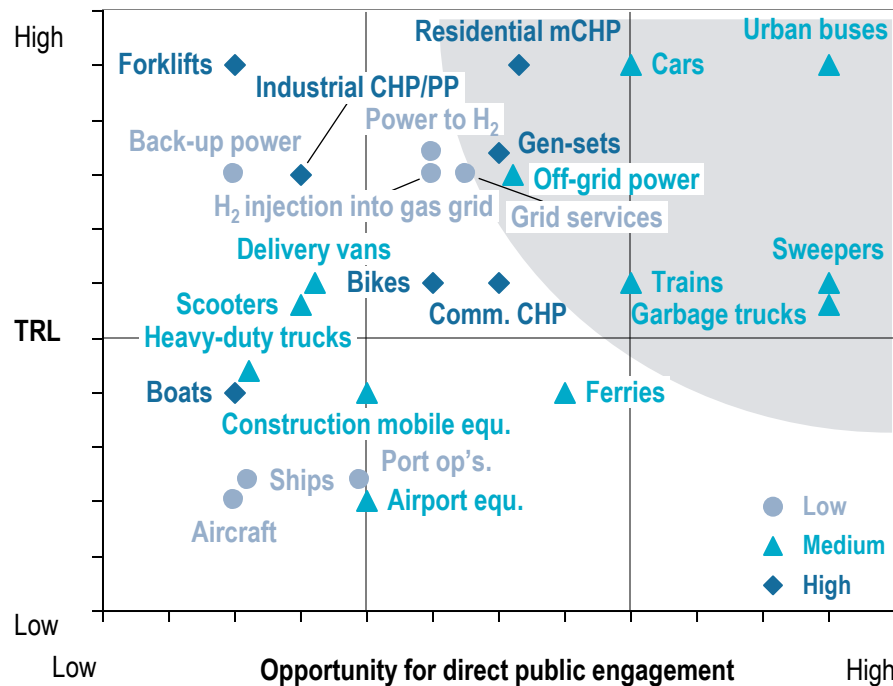 High
Residential mCHP
Urban buses
Forklifts
Cars
Industrial CHP/PP
Power to H₂
Back-up power
Gen-sets
Off-grid power
H₂ injection into gas grid
Grid services
Delivery vans
Sweepers
Bikes
Trains
Scooters
Comm. CHP
Garbage trucks
TRL
Heavy-duty trucks
Boats
Ferries
Construction mobile equ.
Port op's.
Ships
Airport equ.
Aircraft
Low
Medium
High
Low
Low
Opportunity for direct public engagement
High